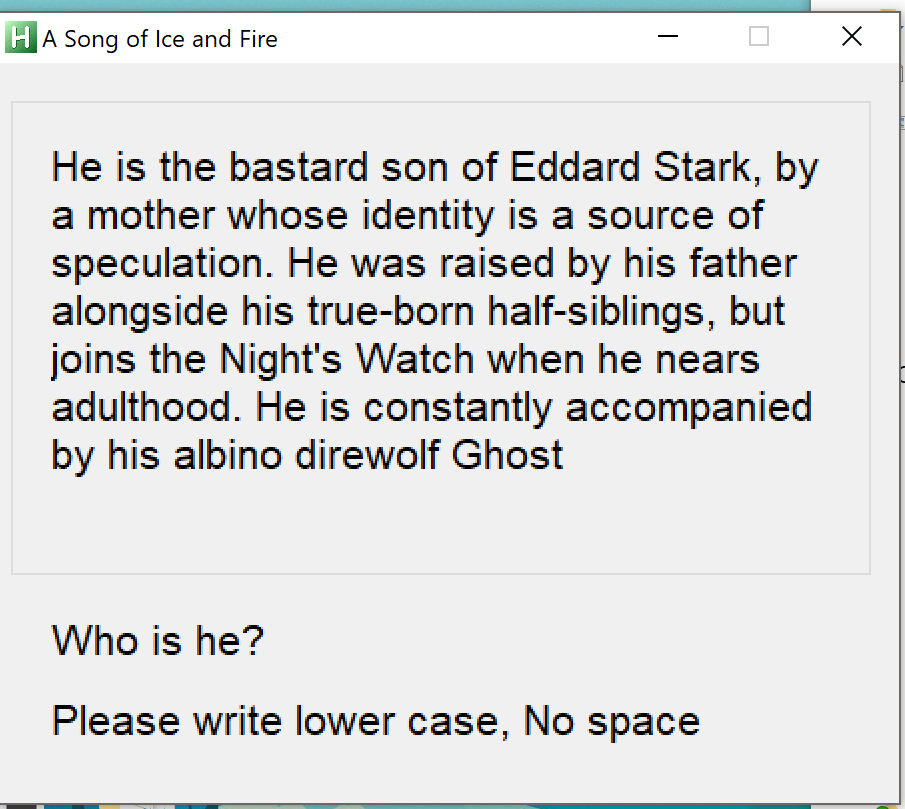 A Song of Ice and Fire
He is the bastard son of Eddard Stark, by
a mother whose identity is a source of
speculation. He was raised by his father
alongside his true-born half-siblings, but
joins the Night's Watch when he nears
adulthood. He is constantly accompanied
by his albino direwolf Ghost
Who is he?
Please write lower case, No space